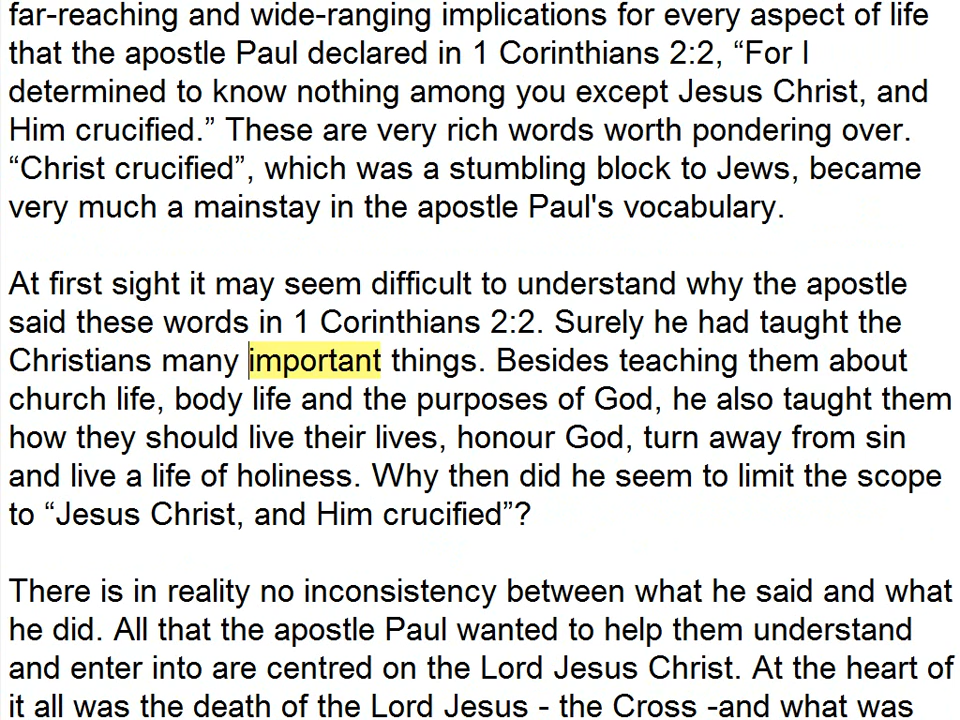 far-reaching and wide-ranging implications for every aspect of life
that the apostle Paul declared in 1 Corinthians 2:2, “For I
determined to know nothing among you except Jesus Christ, and
Him crucified.” These are very rich words worth pondering over.
“Christ crucified”, which was a stumbling block to Jews, became
very much a mainstay in the apostle Paul's vocabulary.
At first sight it may seem difficult to understand why the apostle
said these words in 1 Corinthians 2:2. Surely he had taught the
Christians many important things. Besides teaching them about
church life, body life and the purposes of God, he also taught them
how they should live their lives, honour God, turn away from sin
and live a life of holiness. Why then did he seem to limit the scope
to “Jesus Christ, and Him crucified”?
There is in reality no inconsistency between what he said and what
he did. All that the apostle Paul wanted to help them understand
and enter into are centred on the Lord Jesus Christ. At the heart of
it all was the death of the Lord Jesus - the Cross -and what was